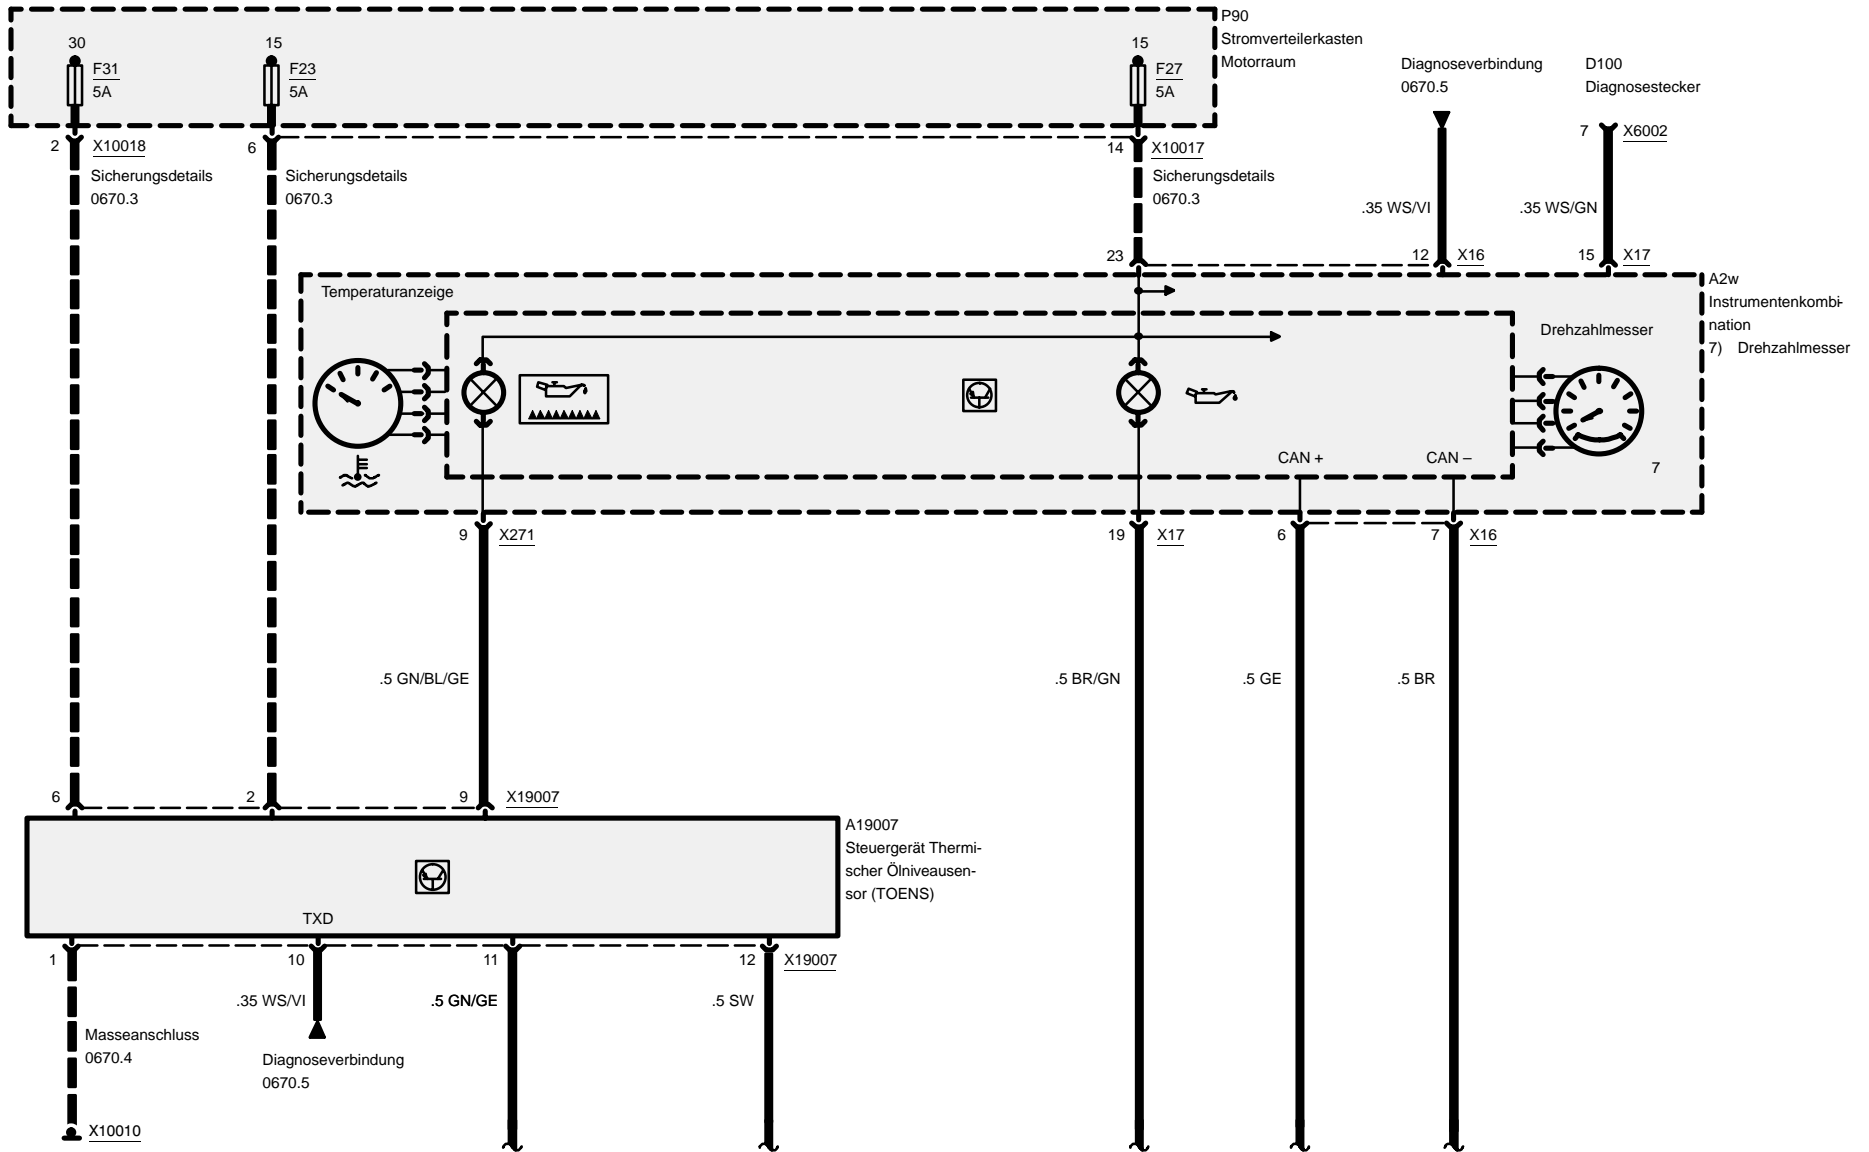 P90
Stromverteilerkasten
Motorraum
30
F31
5A
15
F23
5A
15
F27
5A
Diagnoseverbindung
0670.5
D100
Diagnosestecker
2
X10018
6
14
X10017
7
X6002
Sicherungsdetails
0670.3
Sicherungsdetails
0670.3
Sicherungsdetails
0670.3
.35 WS/VI
.35 WS/GN
23
12
X16
15
X17
Temperaturanzeige
Drehzahlmesser
A2w
Instrumentenkombi-
nation
7) Drehzahlmesser
CAN +
CAN –
7
9
X271
19
X17
6
7
X16
.5 GN/BL/GE
.5 BR/GN
.5 GE
.5 BR
6
2
9
X19007
A19007
Steuergerät Thermi-
scher Ölniveausen-
sor (TOENS)
TXD
1
10
11
12
X19007
.35 WS/VI
.5 GN/GE
.5 SW
Masseanschluss
0670.4
Diagnoseverbindung
0670.5
X10010